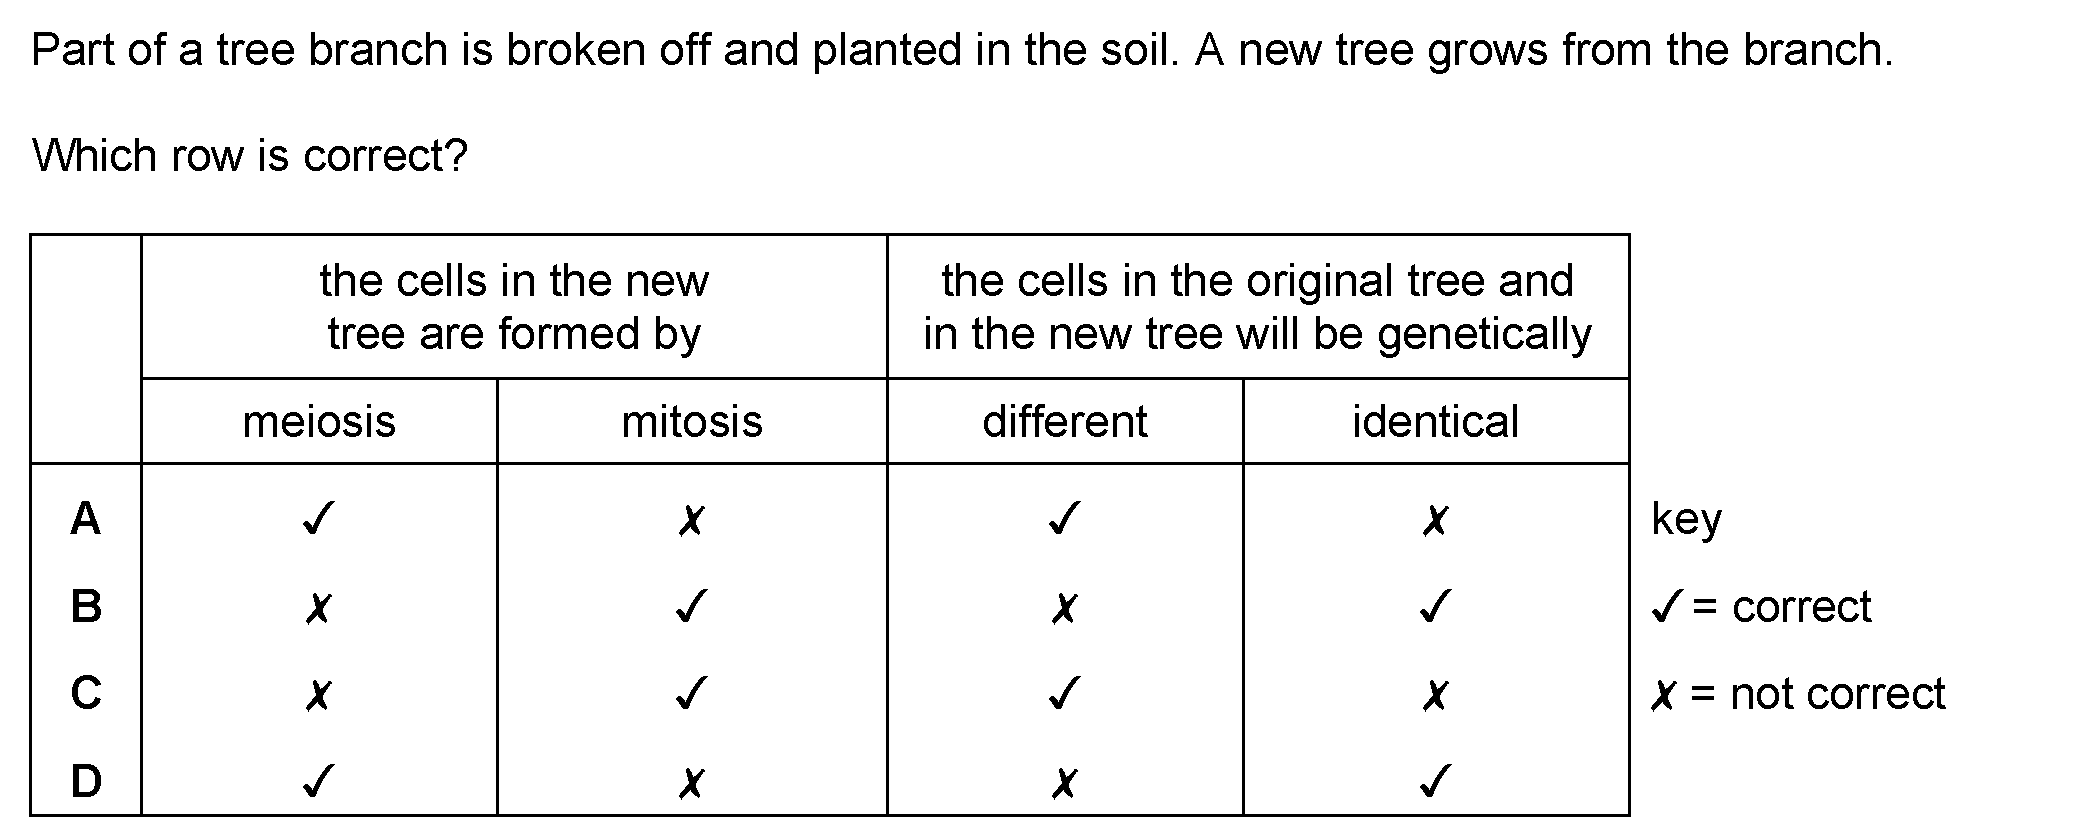 Part of a tree branch is broken off and planted in the soil. A new tree grows from the branch.
Which row is correct?
the cells in the new
tree are formed by
the cells in the original tree and
in the new tree will be genetically
meiosis mitosis different identical
A ✓ ✗ ✓ ✗ key
B ✗ ✓ ✗ ✓ ✓ = correct
C ✗ ✓ ✓ ✗ ✗ = not correct
D ✓ ✗ ✗ ✓